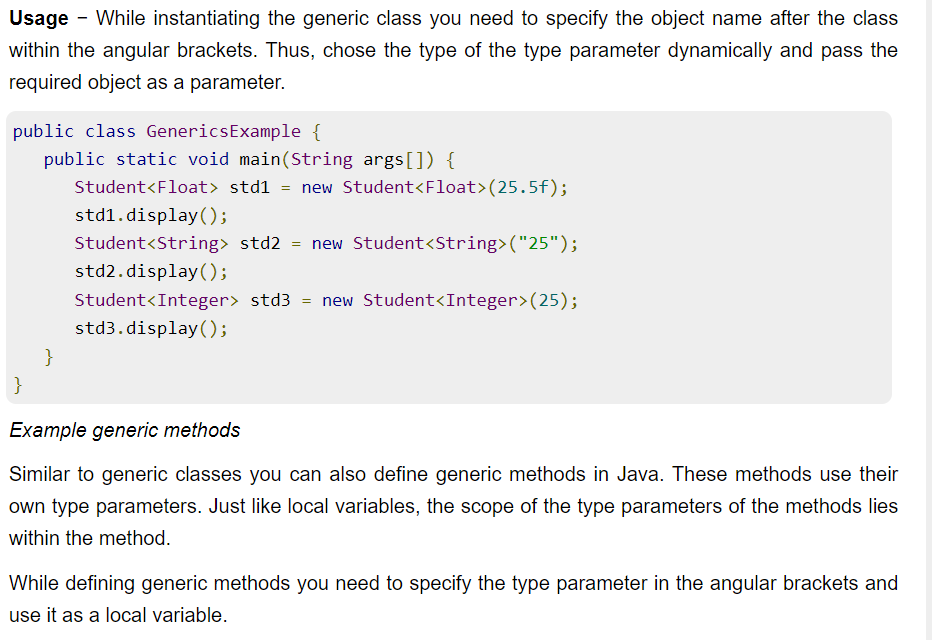 Usage − While instantiating the generic class you need to specify the object name after the class
within the angular brackets. Thus, chose the type of the type parameter dynamically and pass the
required object as a parameter.
public class GenericsExample {
   public static void main(String args[]) {
      Student<Float> std1 = new Student<Float>(25.5f);
      std1.display();
      Student<String> std2 = new Student<String>("25");
      std2.display();
      Student<Integer> std3 = new Student<Integer>(25);
      std3.display();
   }
}
Example generic methods
Similar to generic classes you can also define generic methods in Java. These methods use their
own type parameters. Just like local variables, the scope of the type parameters of the methods lies
within the method.
While defining generic methods you need to specify the type parameter in the angular brackets and
use it as a local variable.